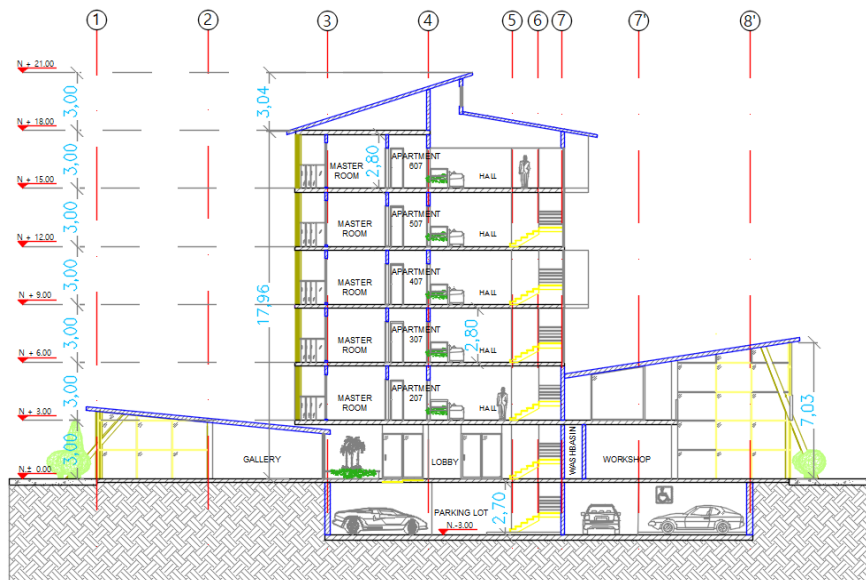 1 2 3 4 5 6 7 7' 8'
N + 21.00
3,00
3,04
N + 18.00
3,00
2,80
MASTER
ROOM
APARTMENT
607
HALL
N + 15.00
3,00
MASTER
ROOM
APARTMENT
507
HALL
N + 12.00
3,00
17,96
MASTER
ROOM
APARTMENT
407
HALL
N + 9.00
3,00
MASTER
ROOM
APARTMENT
307
2,80
HALL
N + 6.00
3,00
MASTER
ROOM
APARTMENT
207
HALL
7,03
N + 3.00
3,00
GALLERY
LOBBY
WASHBASIN
WORKSHOP
N.± 0.00
PARKING LOT
N.-3.00
2,70